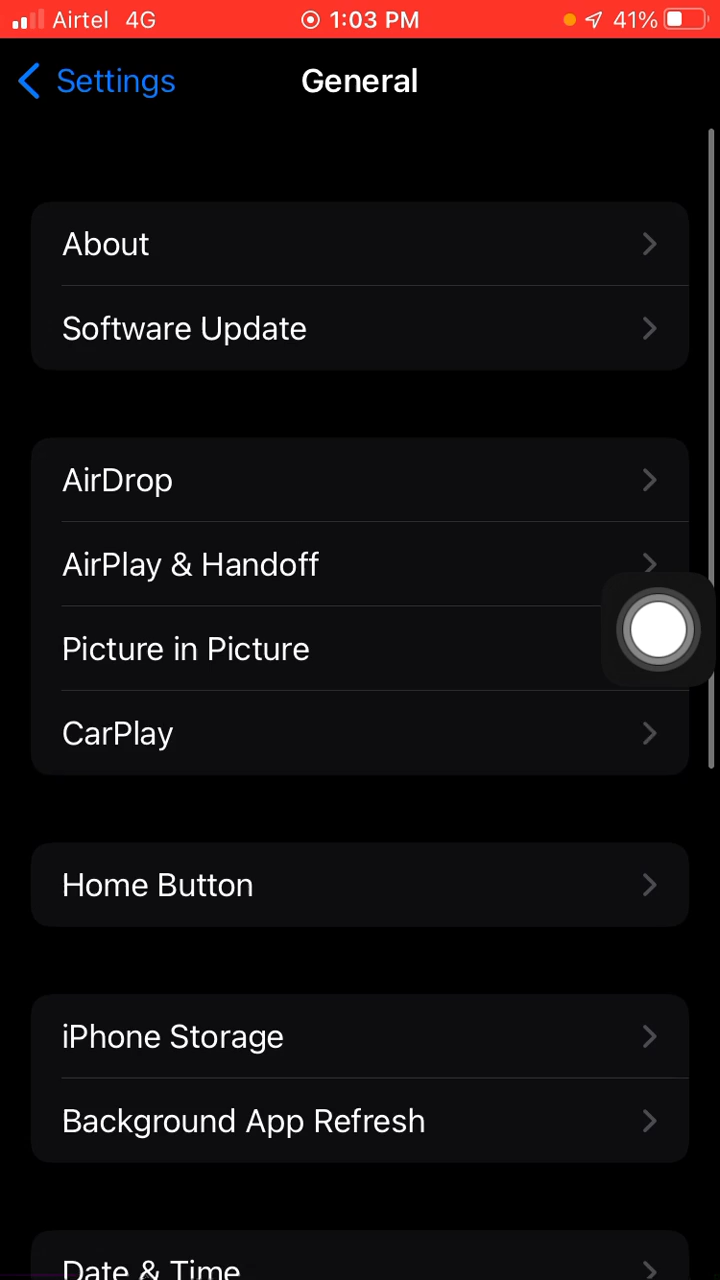 Airtel 4G 1:03 PM 41%
Settings General
About
Software Update
AirDrop
AirPlay & Handoff
Picture in Picture
CarPlay
Home Button
iPhone Storage
Background App Refresh
Date & Time